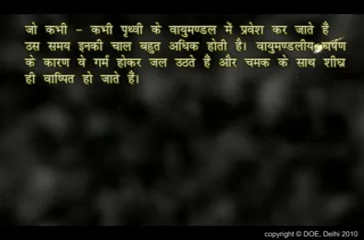 जो कभी - कभी पृथ्वी के वायुमण्डल में प्रवेश कर जाते है
उस समय इनकी चाल बहुत अधिक होती है। वायुमण्डलीय घर्षण
के कारण वे गर्म होकर जल उठते है और चमक के साथ शीघ्र
ही वाष्पित हो जाते है।
copyright © DOE, Delhi 2010